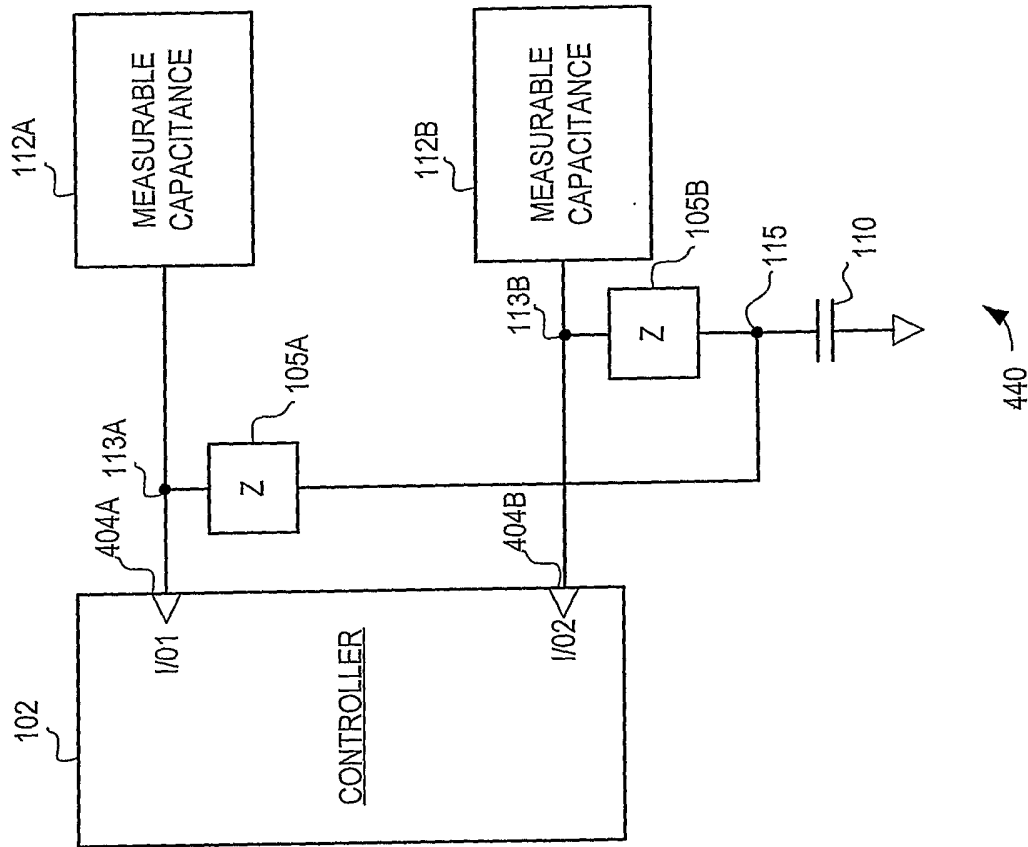 102
CONTROLLER
I/01
I/02
404A
404B
113A
Z
105A
113B
Z
105B
115
110
112A
MEASURABLE
CAPACITANCE
112B
MEASURABLE
CAPACITANCE
440